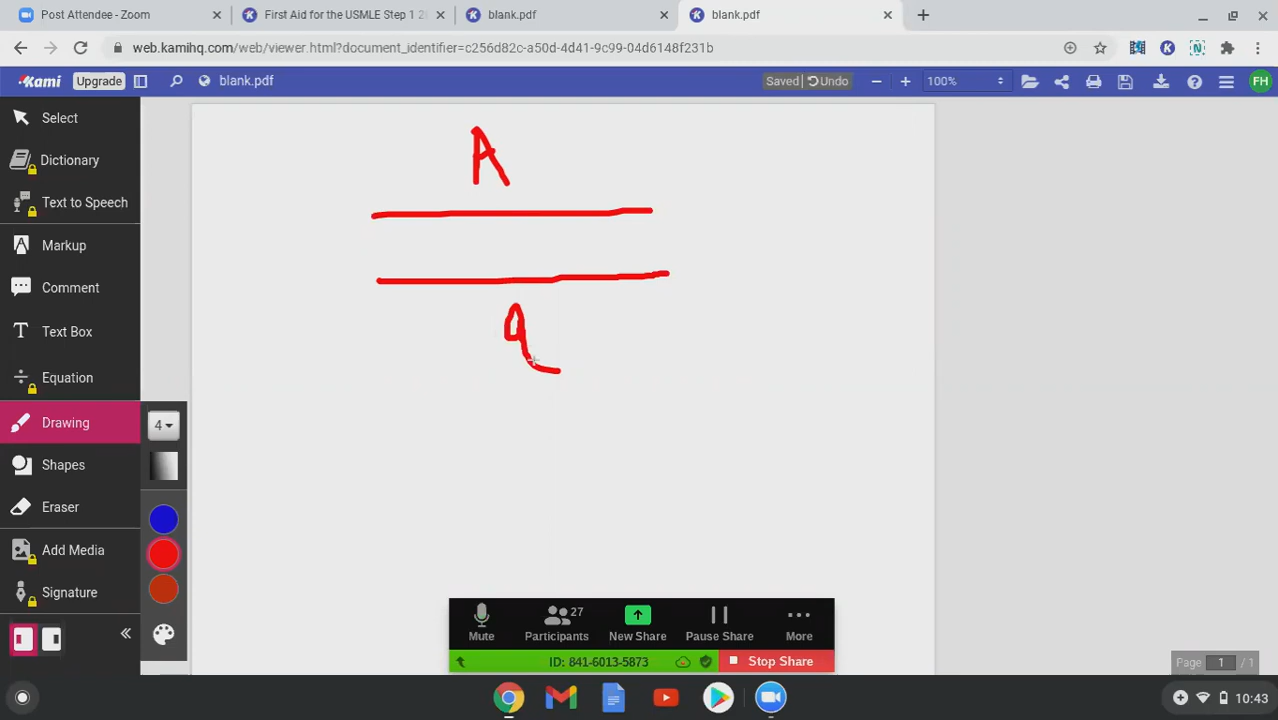 Post Attendee - Zoom
First Aid for the USMLE Step 1 2
blank.pdf
blank.pdf
web.kamihq.com/web/viewer.html?document_identifier=c256d82c-a50d-4d41-9c99-04d6148f231b
Kami
Upgrade
blank.pdf
Saved
Undo
100%
FH
Select
Dictionary
Text to Speech
Markup
Comment
Text Box
Equation
Drawing
4
Shapes
Eraser
Add Media
Signature
A
a
Mute
Participants
27
New Share
Pause Share
More
ID: 841-6013-5873
Stop Share
Page 1 / 1
10:43